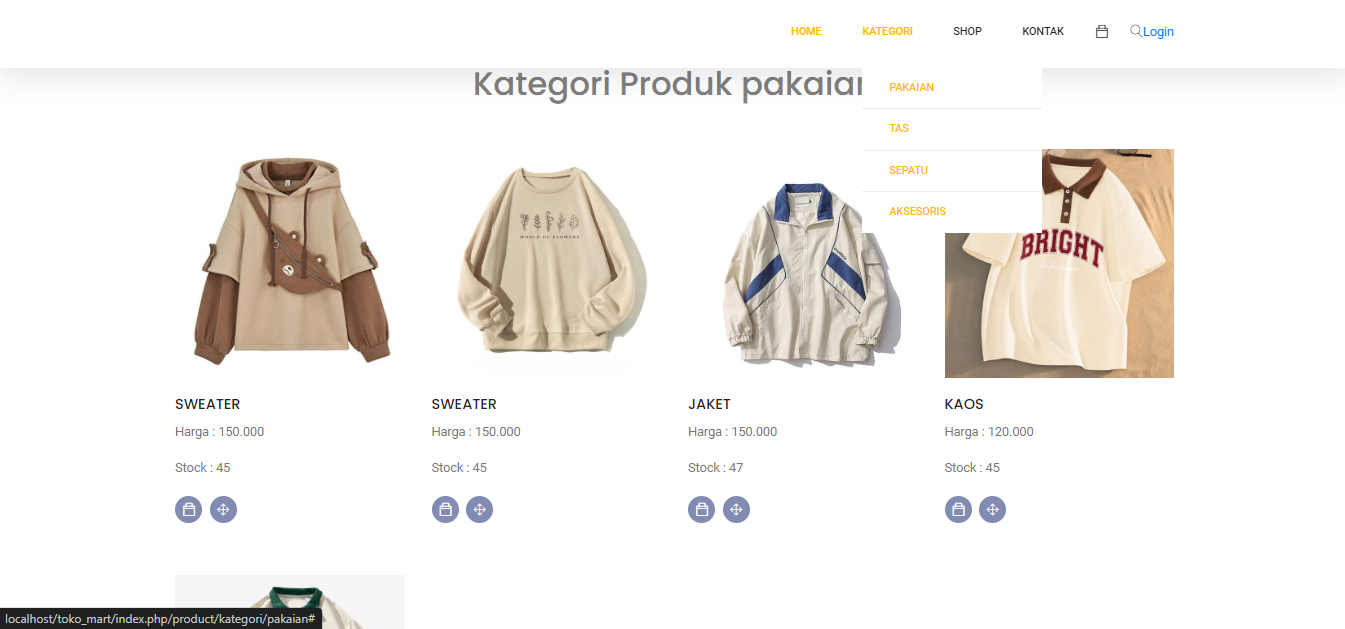 HOME KATEGORI SHOP KONTAK Login
Kategori Produk pakaian
PAKAIAN
TAS
SEPATU
AKSESORIS
WORLD OF FLOWERS
BRIGHT
SWEATER SWEATER JAKET KAOS
Harga : 150.000 Harga : 150.000 Harga : 150.000 Harga : 120.000
Stock : 45 Stock : 45 Stock : 47 Stock : 45
localhost/toko_mart/index.php/product/kategori/pakaian#